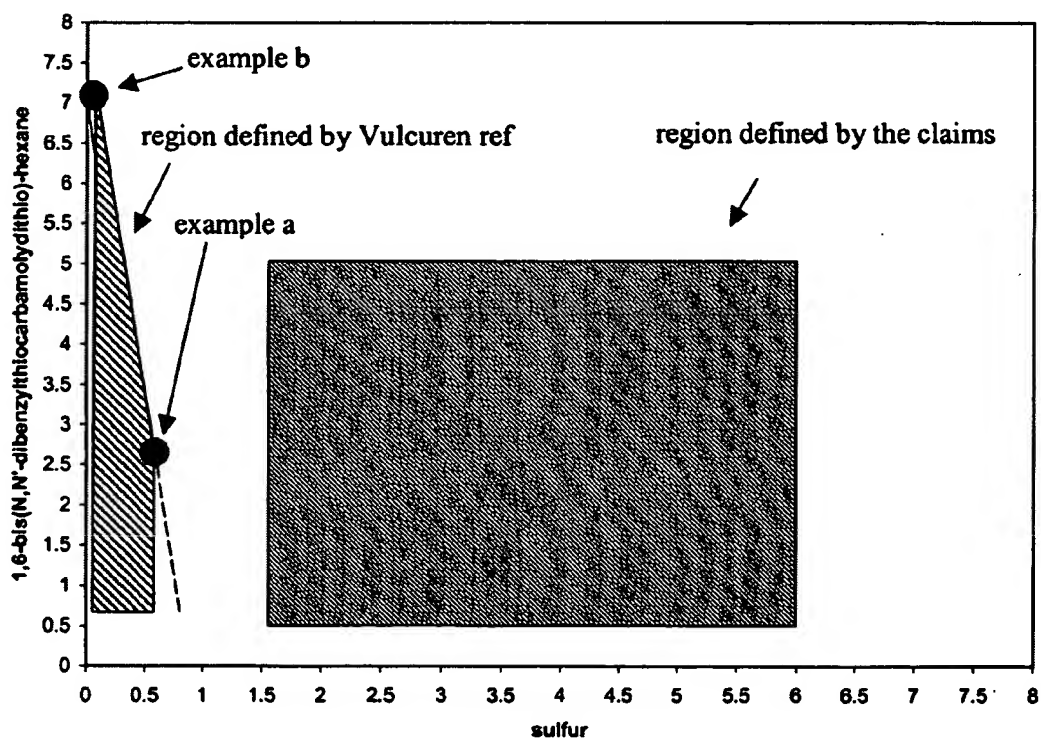 8
7.5
7
6.5
6
5.5
5
4.5
4
3.5
3
2.5
2
1.5
1
0.5
0
example b
region defined by Vulcuren ref
region defined by the claims
example a
1,6-bis(N,N'-dibenzylthiocarbamolydithio)-hexane
0 0.5 1 1.5 2 2.5 3 3.5 4 4.5 5 5.5 6 6.5 7 7.5 8
sulfur